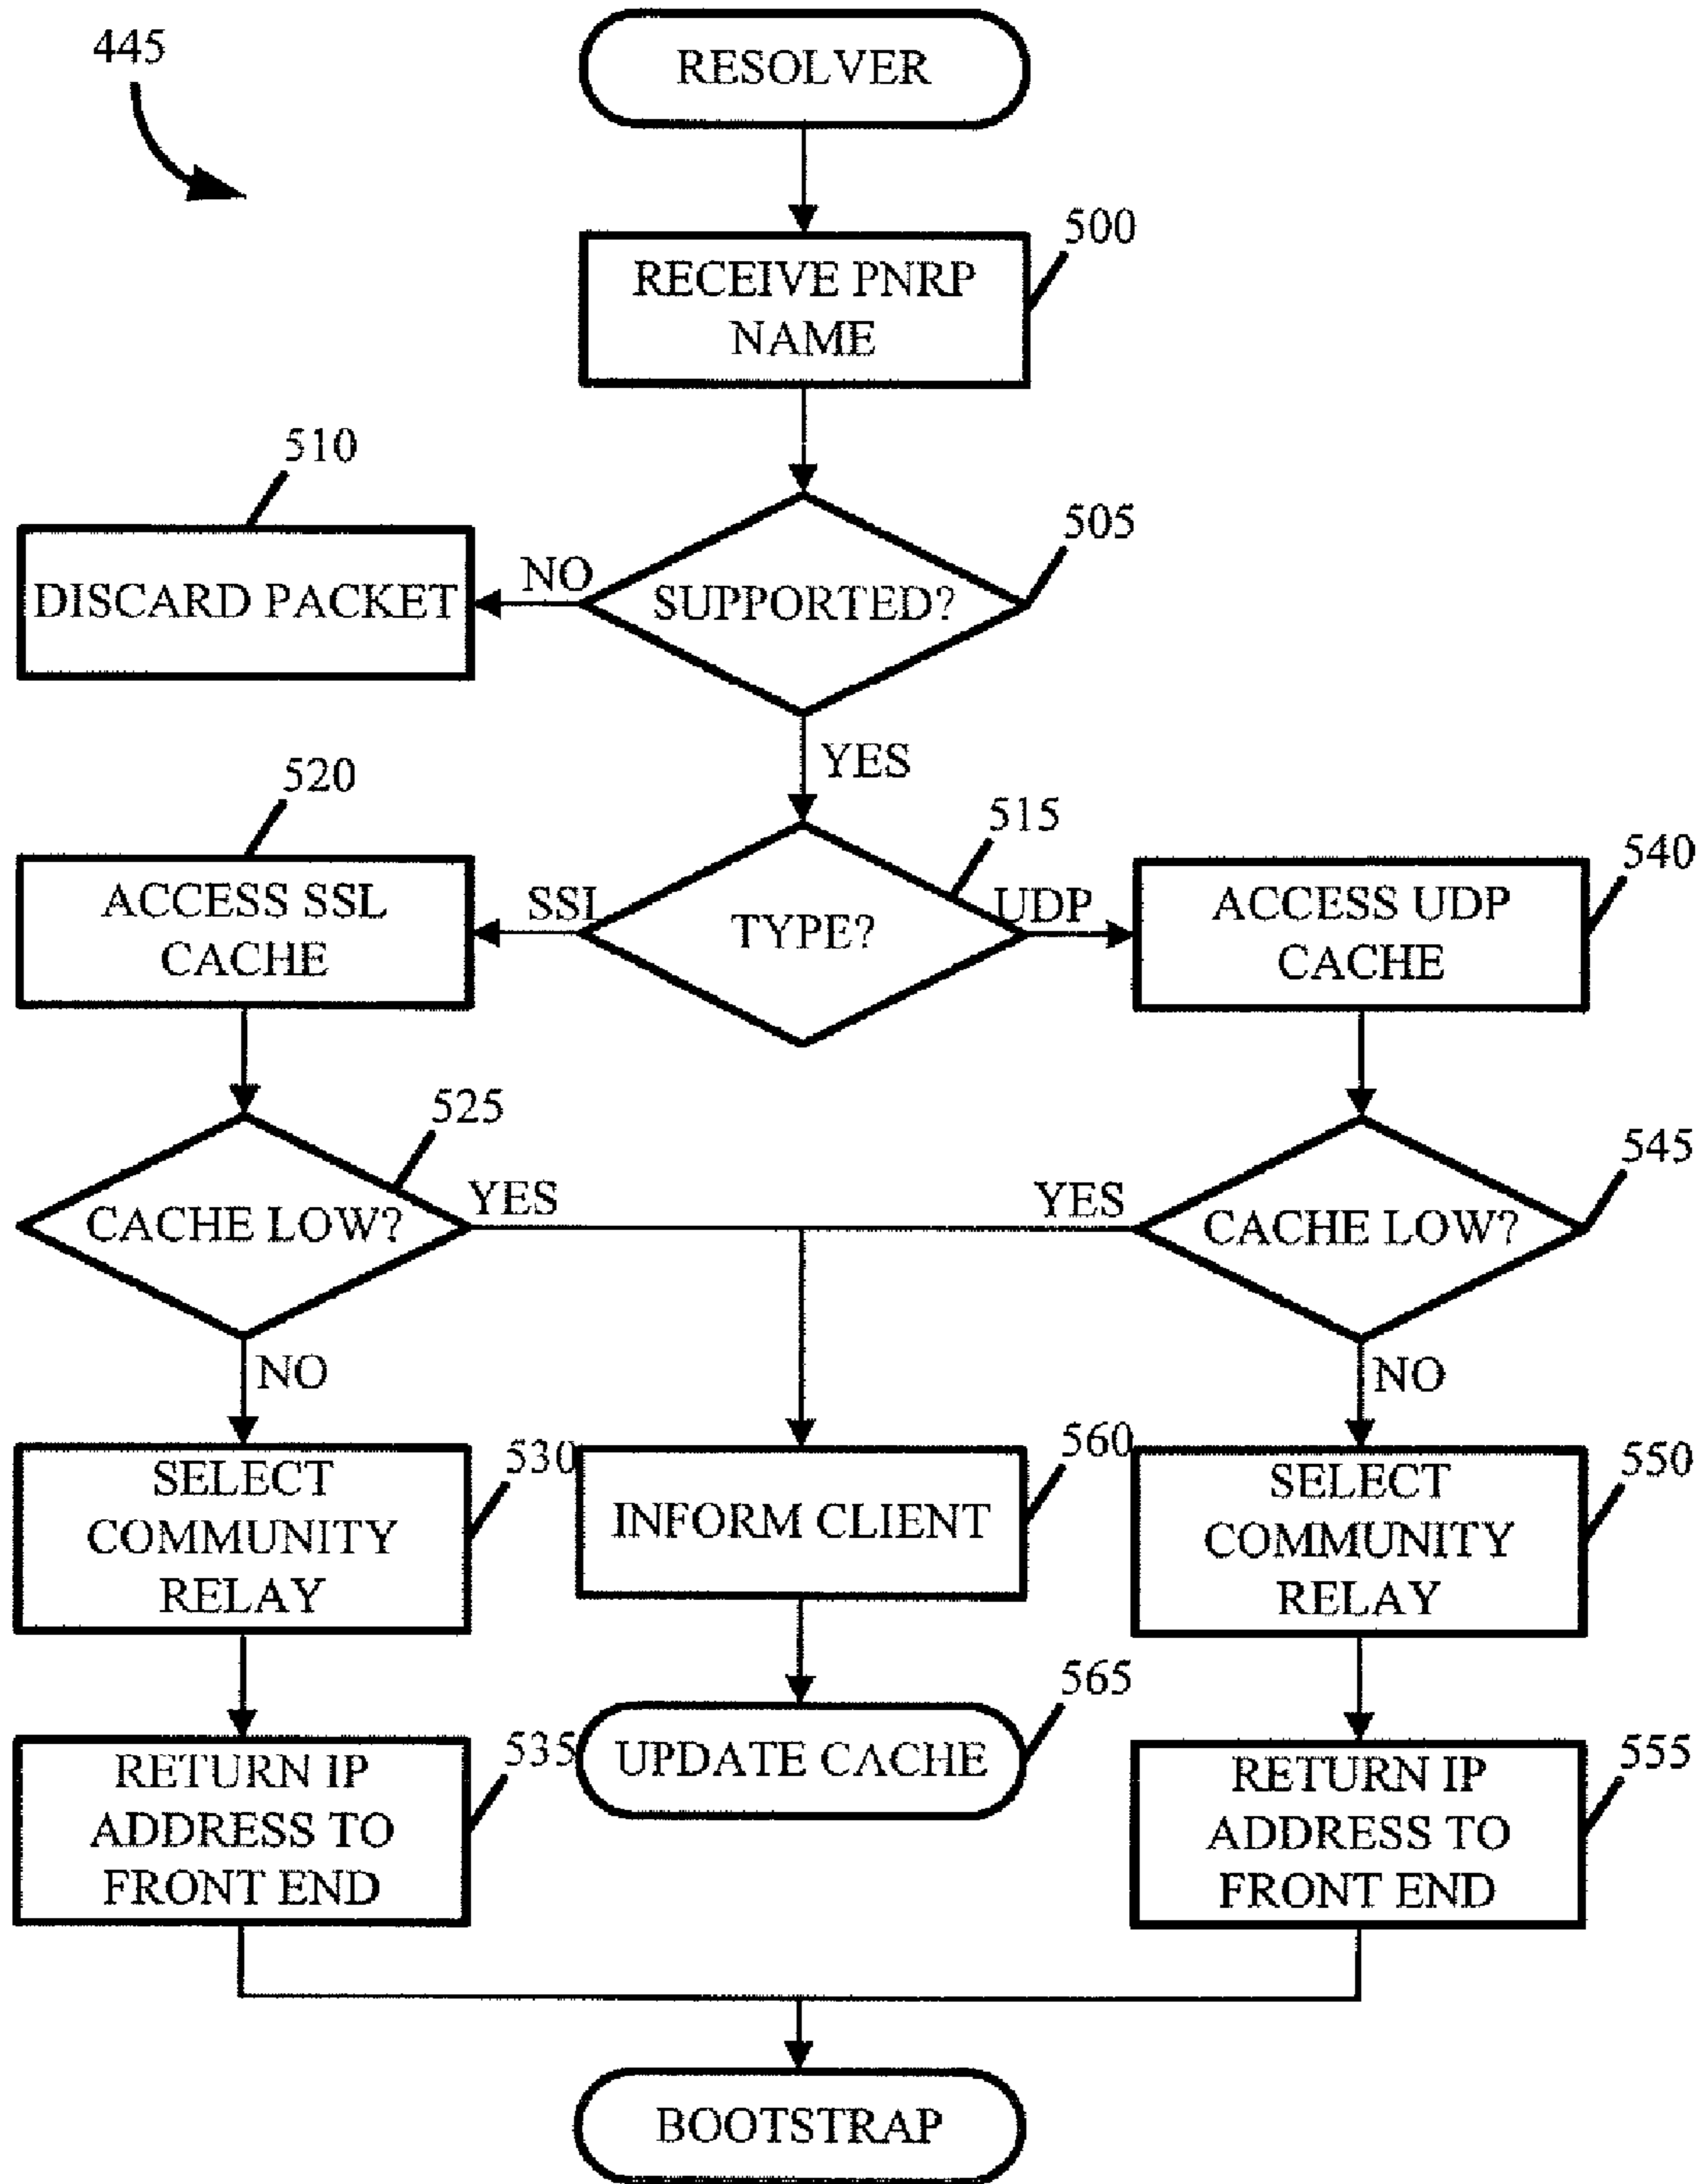 445
RESOLVER
500
RECEIVE PNRP
NAME
510
505
DISCARD PACKET
NO
SUPPORTED?
YES
520
515
540
ACCESS SSL
CACHE
SSL
TYPE?
UDP
ACCESS UDP
CACHE
525
545
CACHE LOW?
YES
YES
CACHE LOW?
NO
NO
530
SELECT
COMMUNITY
RELAY
560
INFORM CLIENT
550
SELECT
COMMUNITY
RELAY
565
UPDATE CACHE
535
RETURN IP
ADDRESS TO
FRONT END
555
RETURN IP
ADDRESS TO
FRONT END
BOOTSTRAP